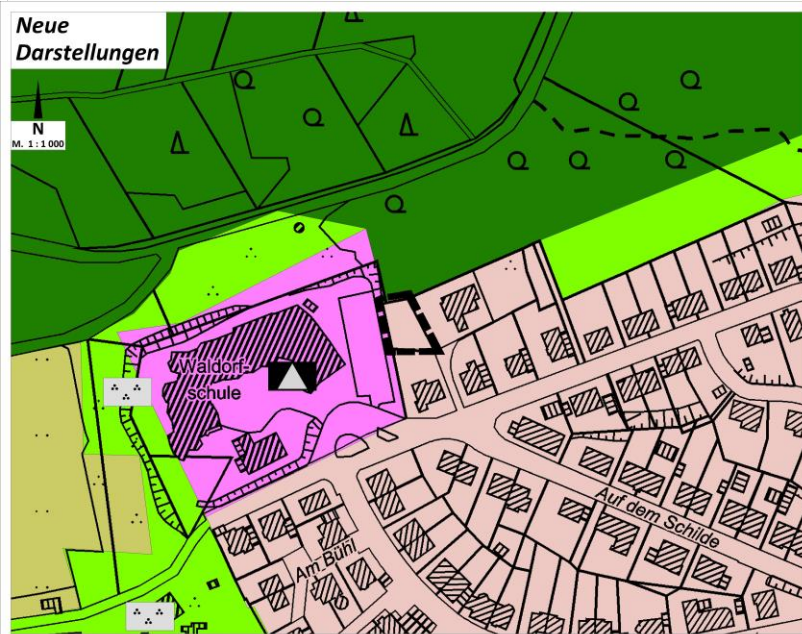 Neue
Darstellungen
N
M. 1 : 1 000
Waldorf-
schule
Auf dem Schilde
Am Bühl